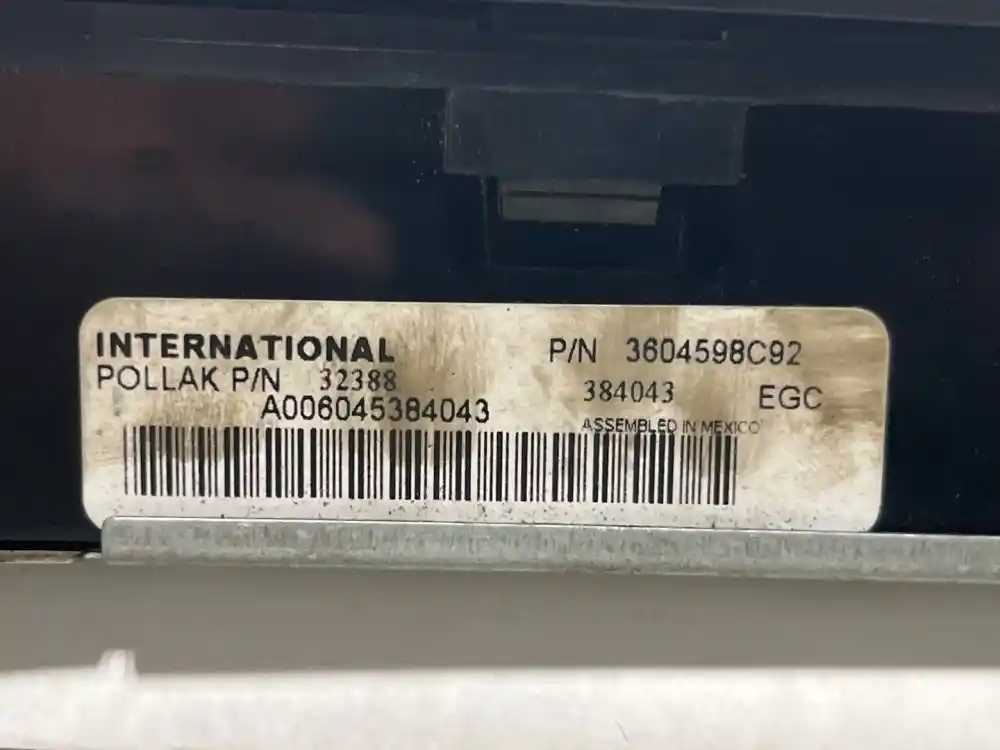 INTERNATIONAL P/N 3604598C92
POLLAK P/N 32388 384043 EGC
A006045384043
ASSEMBLED IN MEXICO